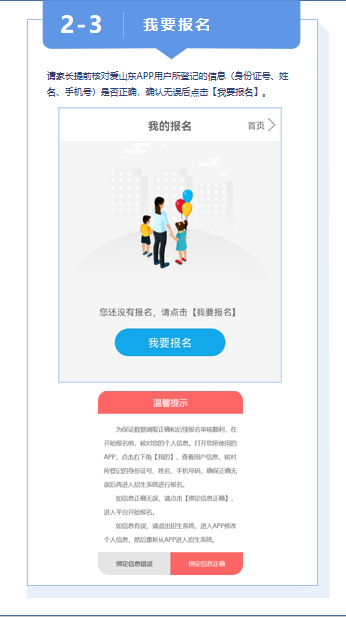 2-3 我要报名
请家长提前核对爱山东APP用户所登记的信息（身份证号、姓
名、手机号）是否正确，确认无误后点击【我要报名】。
我的报名 首页
您还没有报名，请点击【我要报名】
我要报名
温馨提示
为保证数据调取正确和后续报名审核顺利，在
开始报名前，核对您的个人信息。打开您所使用的
APP，点击右下角【我的】，查看用户信息，核对
所登记的身份证号、姓名、手机号码，确保正确无
误后再进入招生系统进行报名。
如信息正确无误，请点击【绑定信息正确】，
进入平台开始报名。
如信息有误，请退出招生系统，进入APP修改
个人信息，然后重新从APP进入招生系统。
绑定信息错误 绑定信息正确